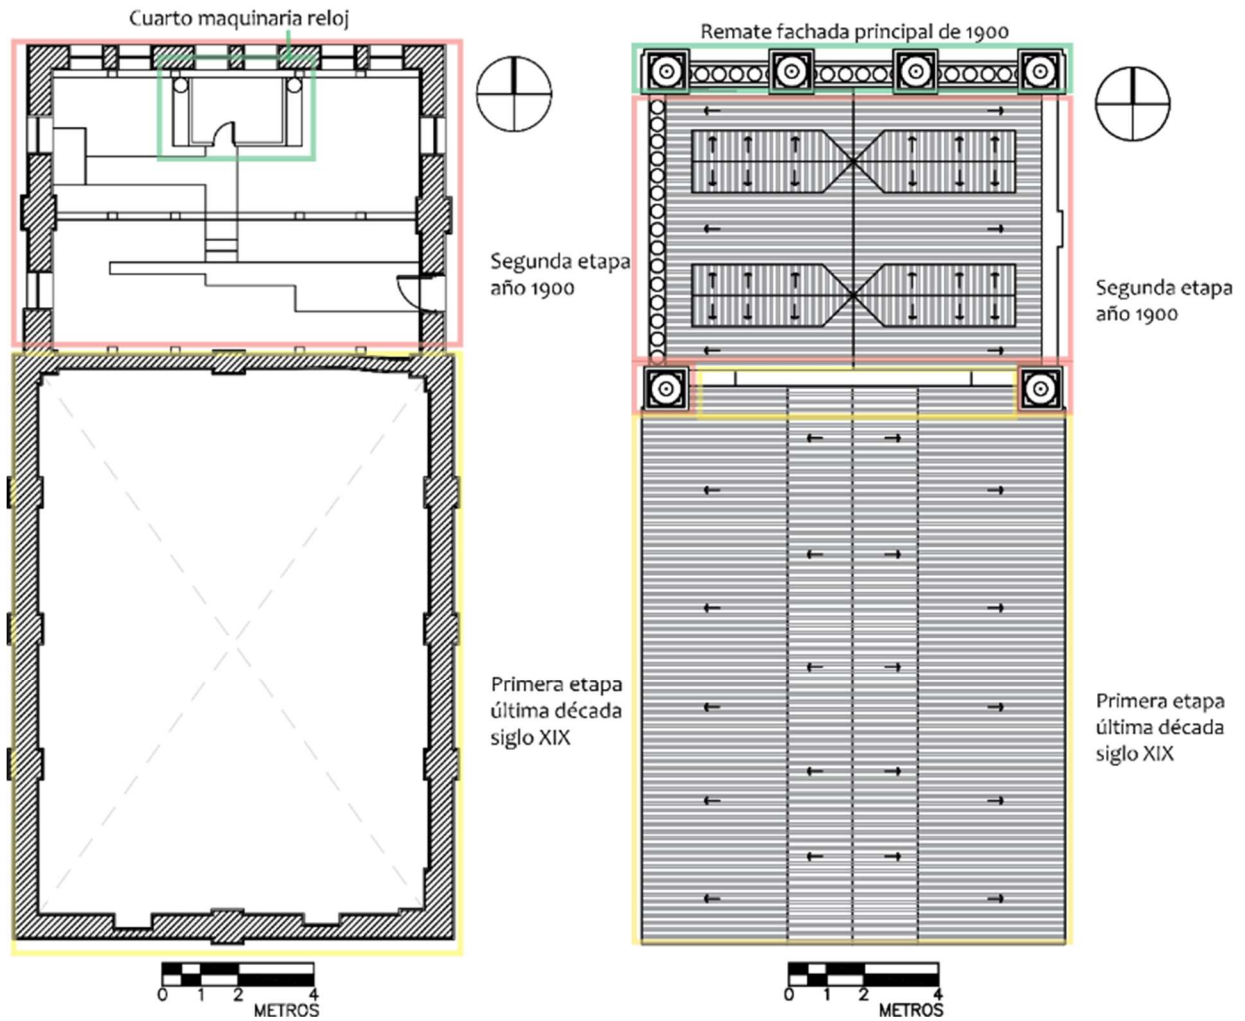 Cuarto maquinaria reloj
Segunda etapa
año 1900
Primera etapa
última década
siglo XIX
0 1 2 4
METROS
Remate fachada principal de 1900
Segunda etapa
año 1900
Primera etapa
última década
siglo XIX
0 1 2 4
METROS